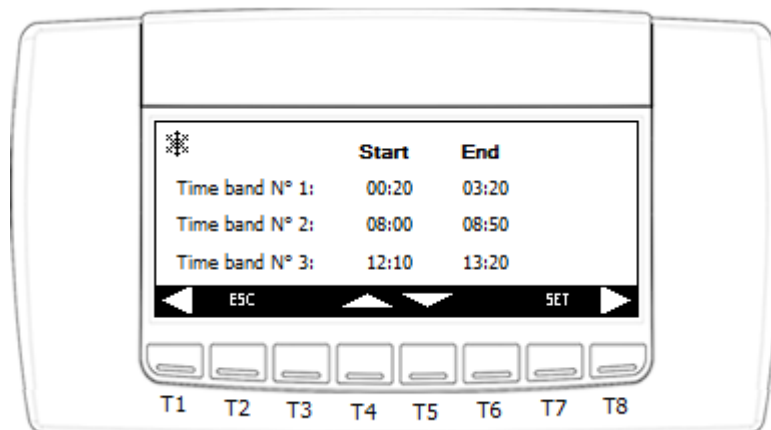 Start End
Time band N° 1: 00:20 03:20
Time band N° 2: 08:00 08:50
Time band N° 3: 12:10 13:20
ESC SET
T1 T2 T3 T4 T5 T6 T7 T8